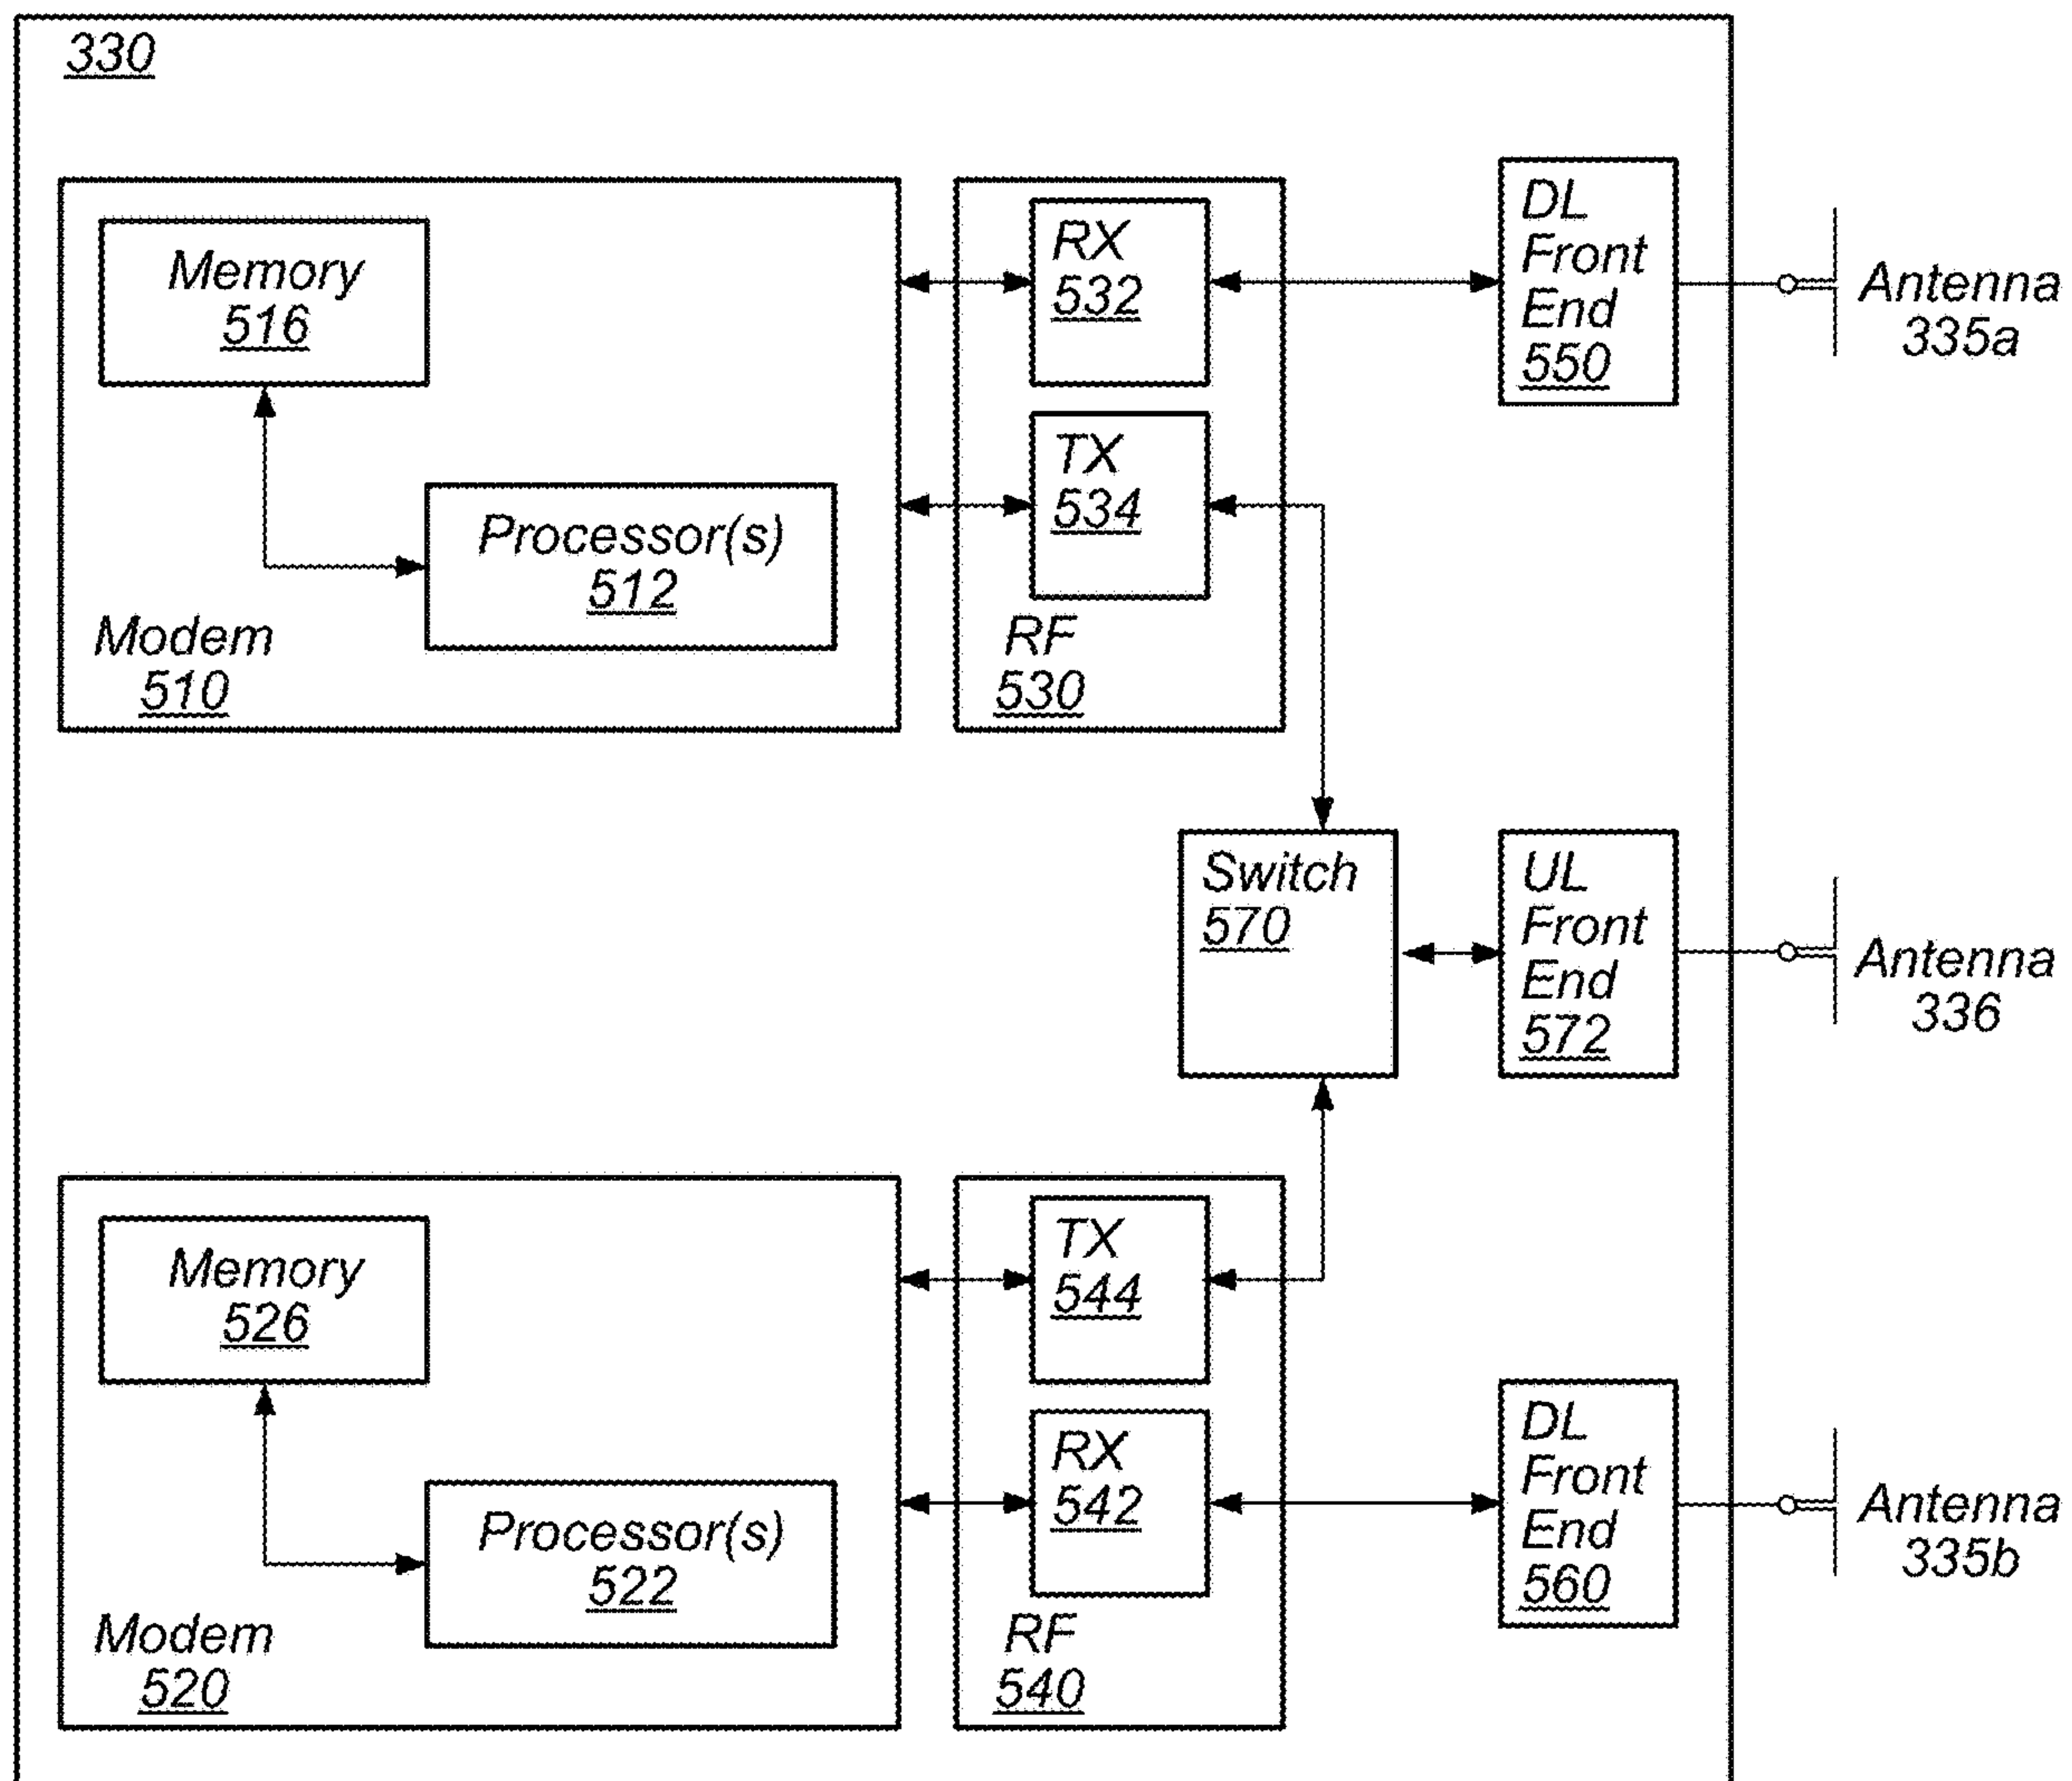 330
Memory
516
Processor(s)
512
Modem
510
RX
532
TX
534
RF
530
DL
Front
End
550
Antenna
335a
Switch
570
UL
Front
End
572
Antenna
336
Memory
526
Processor(s)
522
Modem
520
TX
544
RX
542
RF
540
DL
Front
End
560
Antenna
335b